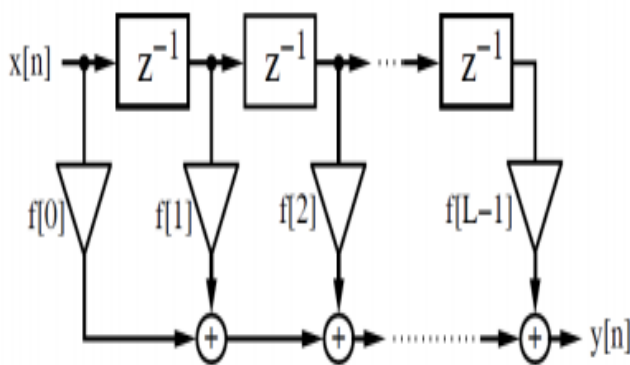 x[n] z⁻¹ z⁻¹ z⁻¹
f[0] f[1] f[2] f[L−1]
+ + + y[n]